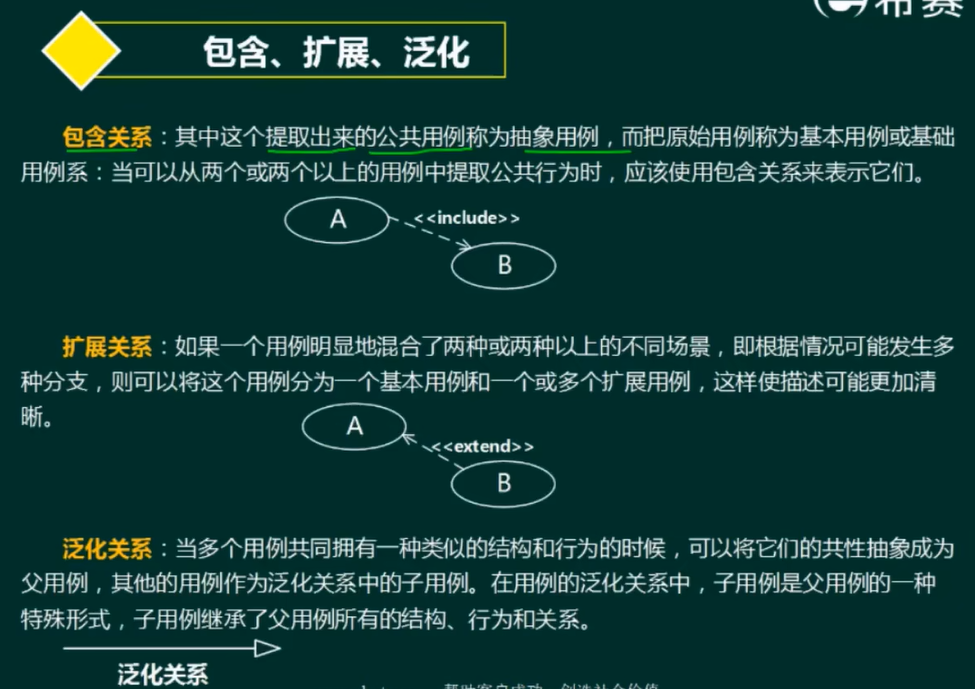 希赛
包含、扩展、泛化
包含关系：其中这个提取出来的公共用例称为抽象用例，而把原始用例称为基本用例或基础
用例系：当可以从两个或两个以上的用例中提取公共行为时，应该使用包含关系来表示它们。
A
<<include>>
B
扩展关系：如果一个用例明显地混合了两种或两种以上的不同场景，即根据情况可能发生多
种分支，则可以将这个用例分为一个基本用例和一个或多个扩展用例，这样使描述可能更加清
晰。
A
<<extend>>
B
泛化关系：当多个用例共同拥有一种类似的结构和行为的时候，可以将它们的共性抽象成为
父用例，其他的用例作为泛化关系中的子用例。在用例的泛化关系中，子用例是父用例的一种
特殊形式，子用例继承了父用例所有的结构、行为和关系。
泛化关系